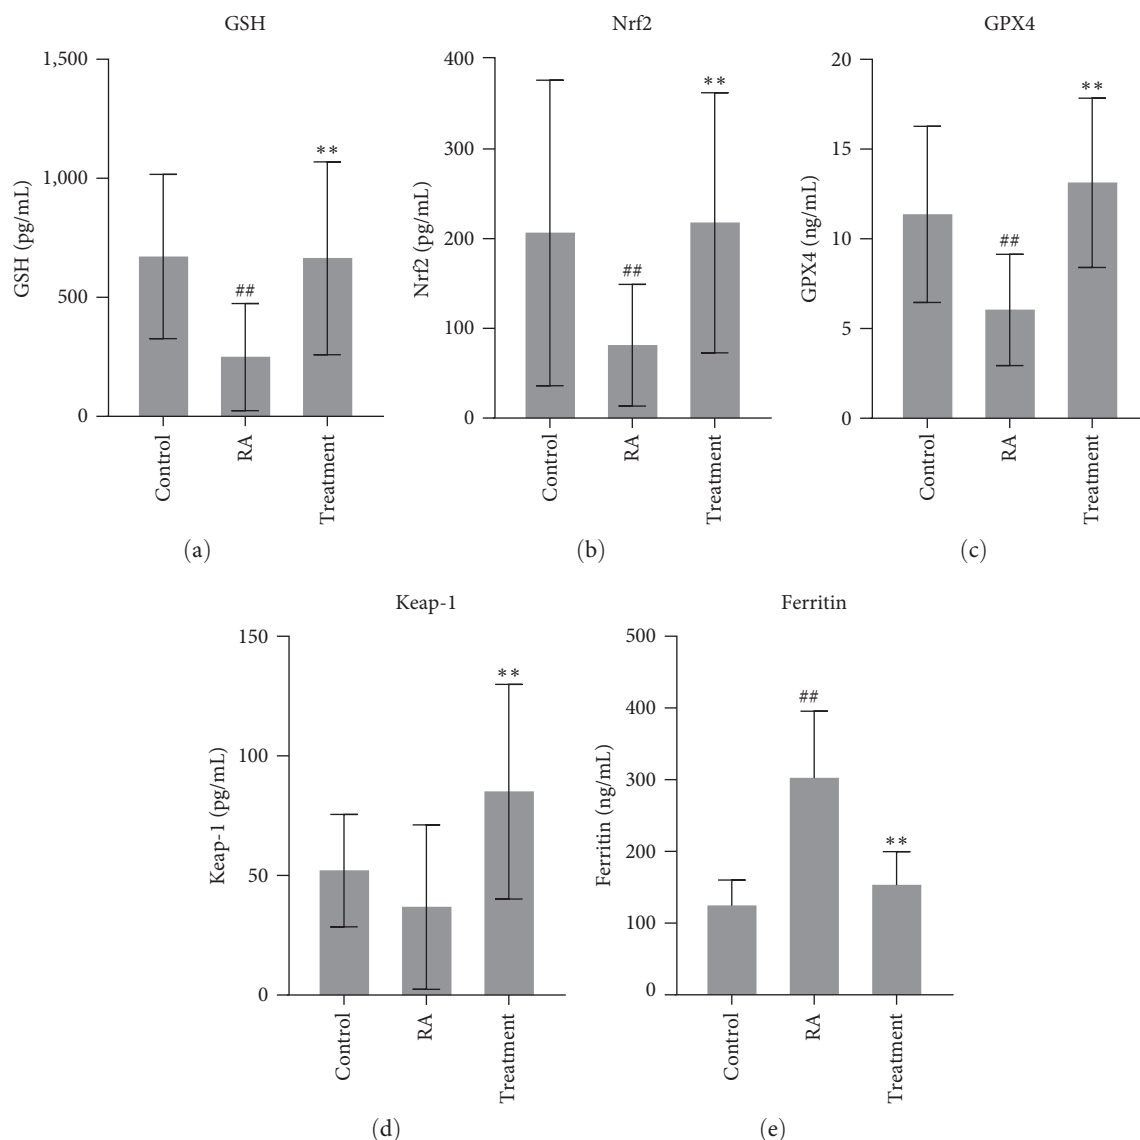 GSH
1,500
1,000
500
0
GSH (pg/mL)
**
##
Control
RA
Treatment
(a)
Nrf2
400
300
200
100
0
Nrf2 (pg/mL)
**
##
Control
RA
Treatment
(b)
GPX4
20
15
10
5
0
GPX4 (ng/mL)
**
##
Control
RA
Treatment
(c)
Keap-1
150
100
50
0
Keap-1 (pg/mL)
**
Control
RA
Treatment
(d)
Ferritin
500
400
300
200
100
0
Ferritin (ng/mL)
##
**
Control
RA
Treatment
(e)